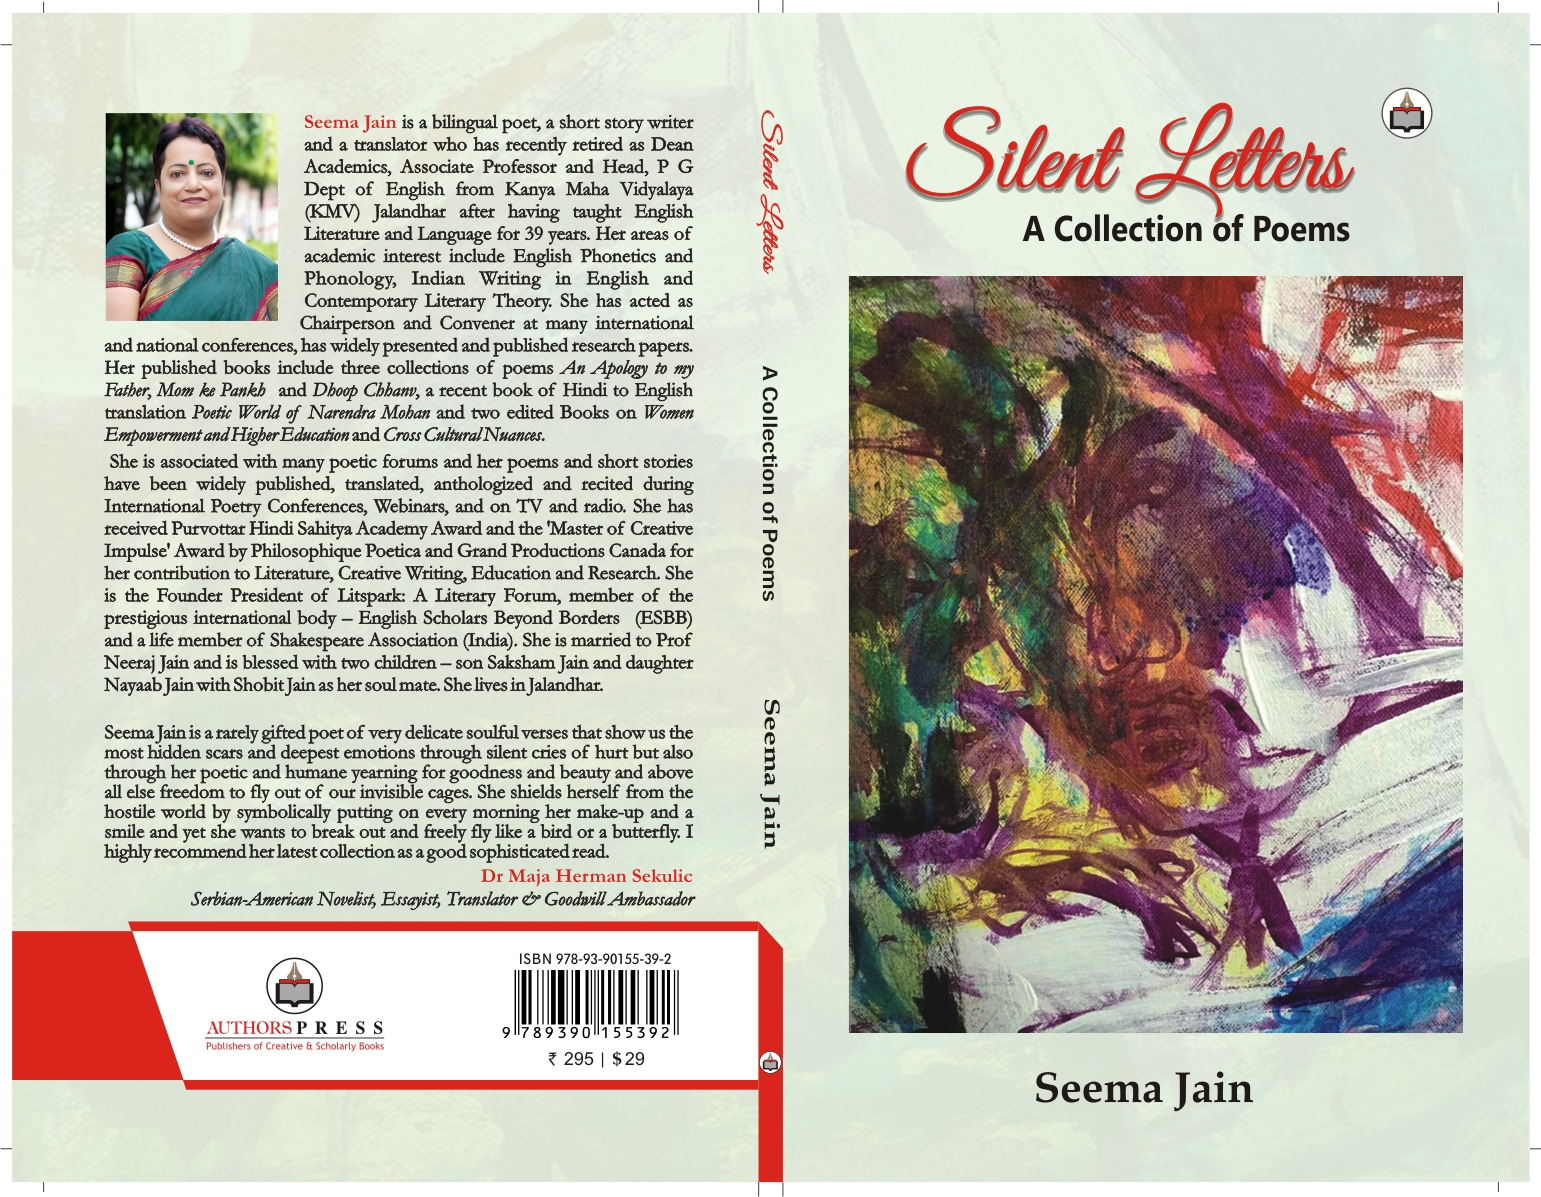 Seema Jain is a bilingual poet, a short story writer
and a translator who has recently retired as Dean
Academics, Associate Professor and Head, P G
Dept of English from Kanya Maha Vidyalaya
(KMV) Jalandhar after having taught English
Literature and Language for 39 years. Her areas of
academic interest include English Phonetics and
Phonology, Indian Writing in English and
Contemporary Literary Theory. She has acted as
Chairperson and Convener at many international
and national conferences, has widely presented and published research papers.
Her published books include three collections of poems An Apology to my
Father, Mom ke Pankh and Dhoop Chhanv, a recent book of Hindi to English
translation Poetic World of Narendra Mohan and two edited Books on Women
Empowerment and Higher Education and Cross Cultural Nuances.
She is associated with many poetic forums and her poems and short stories
have been widely published, translated, anthologized and recited during
International Poetry Conferences, Webinars, and on TV and radio. She has
received Purvottar Hindi Sahitya Academy Award and the 'Master of Creative
Impulse' Award by Philosophique Poetica and Grand Productions Canada for
her contribution to Literature, Creative Writing, Education and Research. She
is the Founder President of Litspark: A Literary Forum, member of the
prestigious international body – English Scholars Beyond Borders (ESBB)
and a life member of Shakespeare Association (India). She is married to Prof
Neeraj Jain and is blessed with two children – son Saksham Jain and daughter
Nayaab Jain with Shobit Jain as her soul mate. She lives in Jalandhar.
Seema Jain is a rarely gifted poet of very delicate soulful verses that show us the
most hidden scars and deepest emotions through silent cries of hurt but also
through her poetic and humane yearning for goodness and beauty and above
all else freedom to fly out of our invisible cages. She shields herself from the
hostile world by symbolically putting on every morning her make-up and a
smile and yet she wants to break out and freely fly like a bird or a butterfly. I
highly recommend her latest collection as a good sophisticated read.
Dr Maja Herman Sekulic
Serbian-American Novelist, Essayist, Translator & Goodwill Ambassador
AUTHORSPRESS
Publishers of Creative & Scholarly Books
ISBN 978-93-90155-39-2
9 789390 155392
₹ 295 | $ 29
Silent Letters
A Collection of Poems
Seema Jain
Silent Letters
A Collection of Poems
Seema Jain